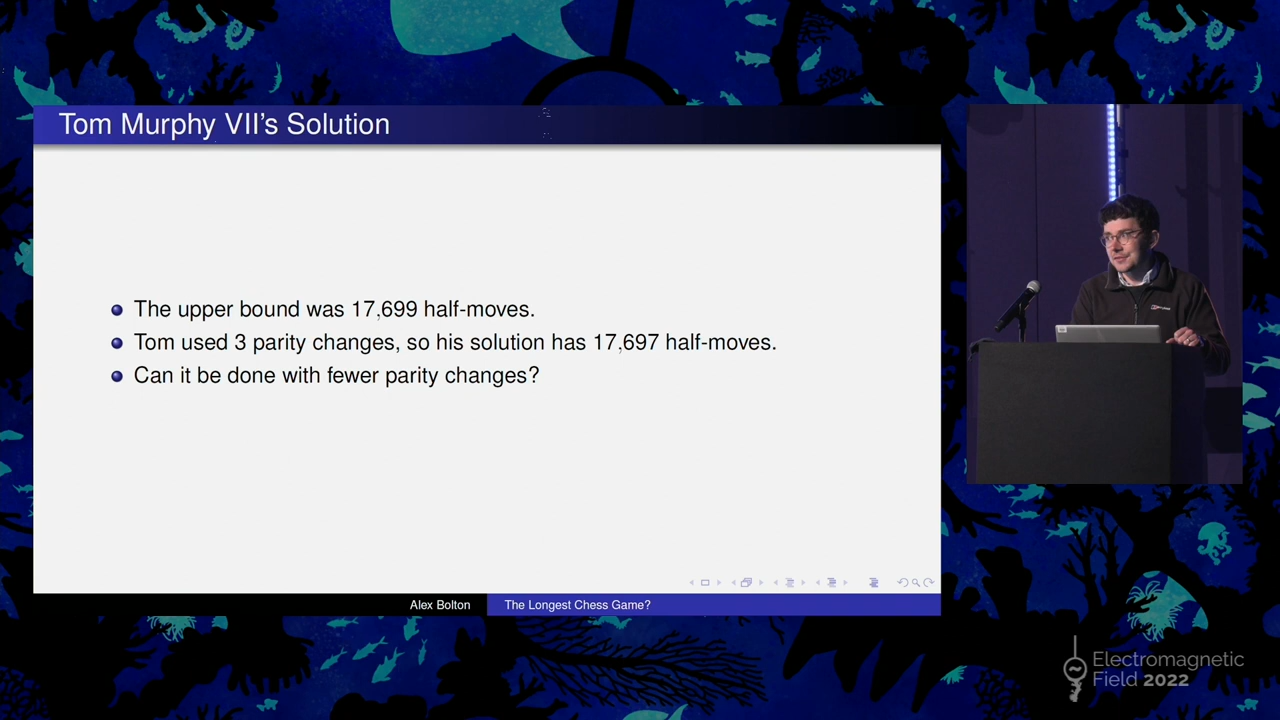 Tom Murphy VII's Solution
The upper bound was 17,699 half-moves.
Tom used 3 parity changes, so his solution has 17,697 half-moves.
Can it be done with fewer parity changes?
Alex Bolton
The Longest Chess Game?
Electromagnetic
Field 2022